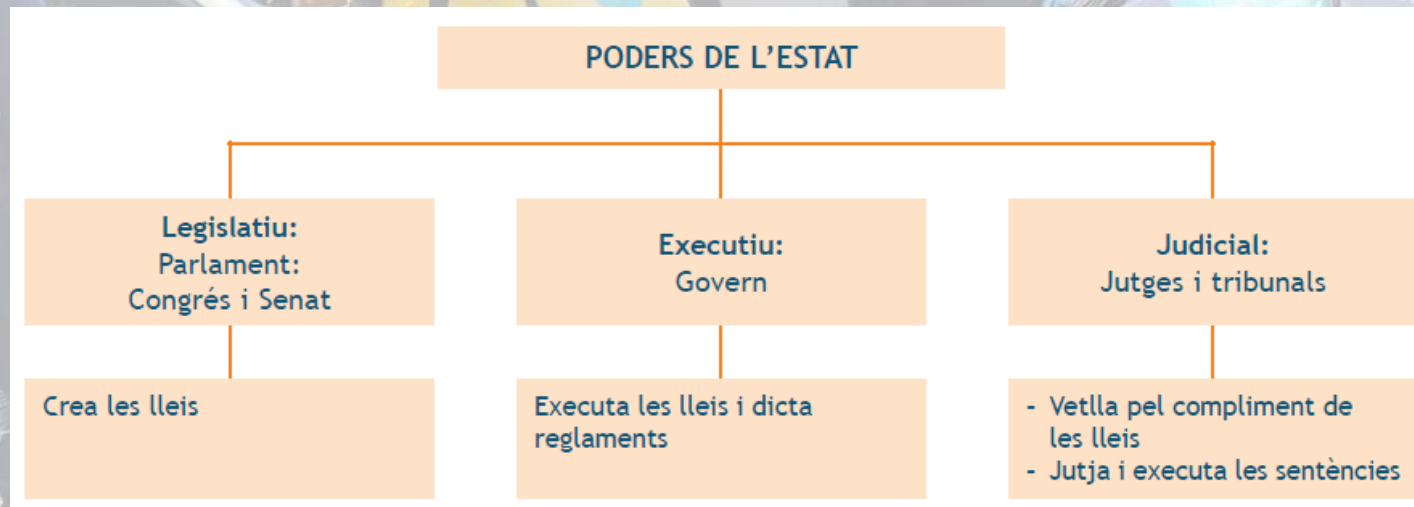 PODERS DE L'ESTAT
Legislatiu:
Parlament:
Congrés i Senat
Executiu:
Govern
Judicial:
Jutges i tribunals
Crea les lleis
Executa les lleis i dicta
reglaments
- Vetlla pel compliment de
les lleis
- Jutja i executa les sentències